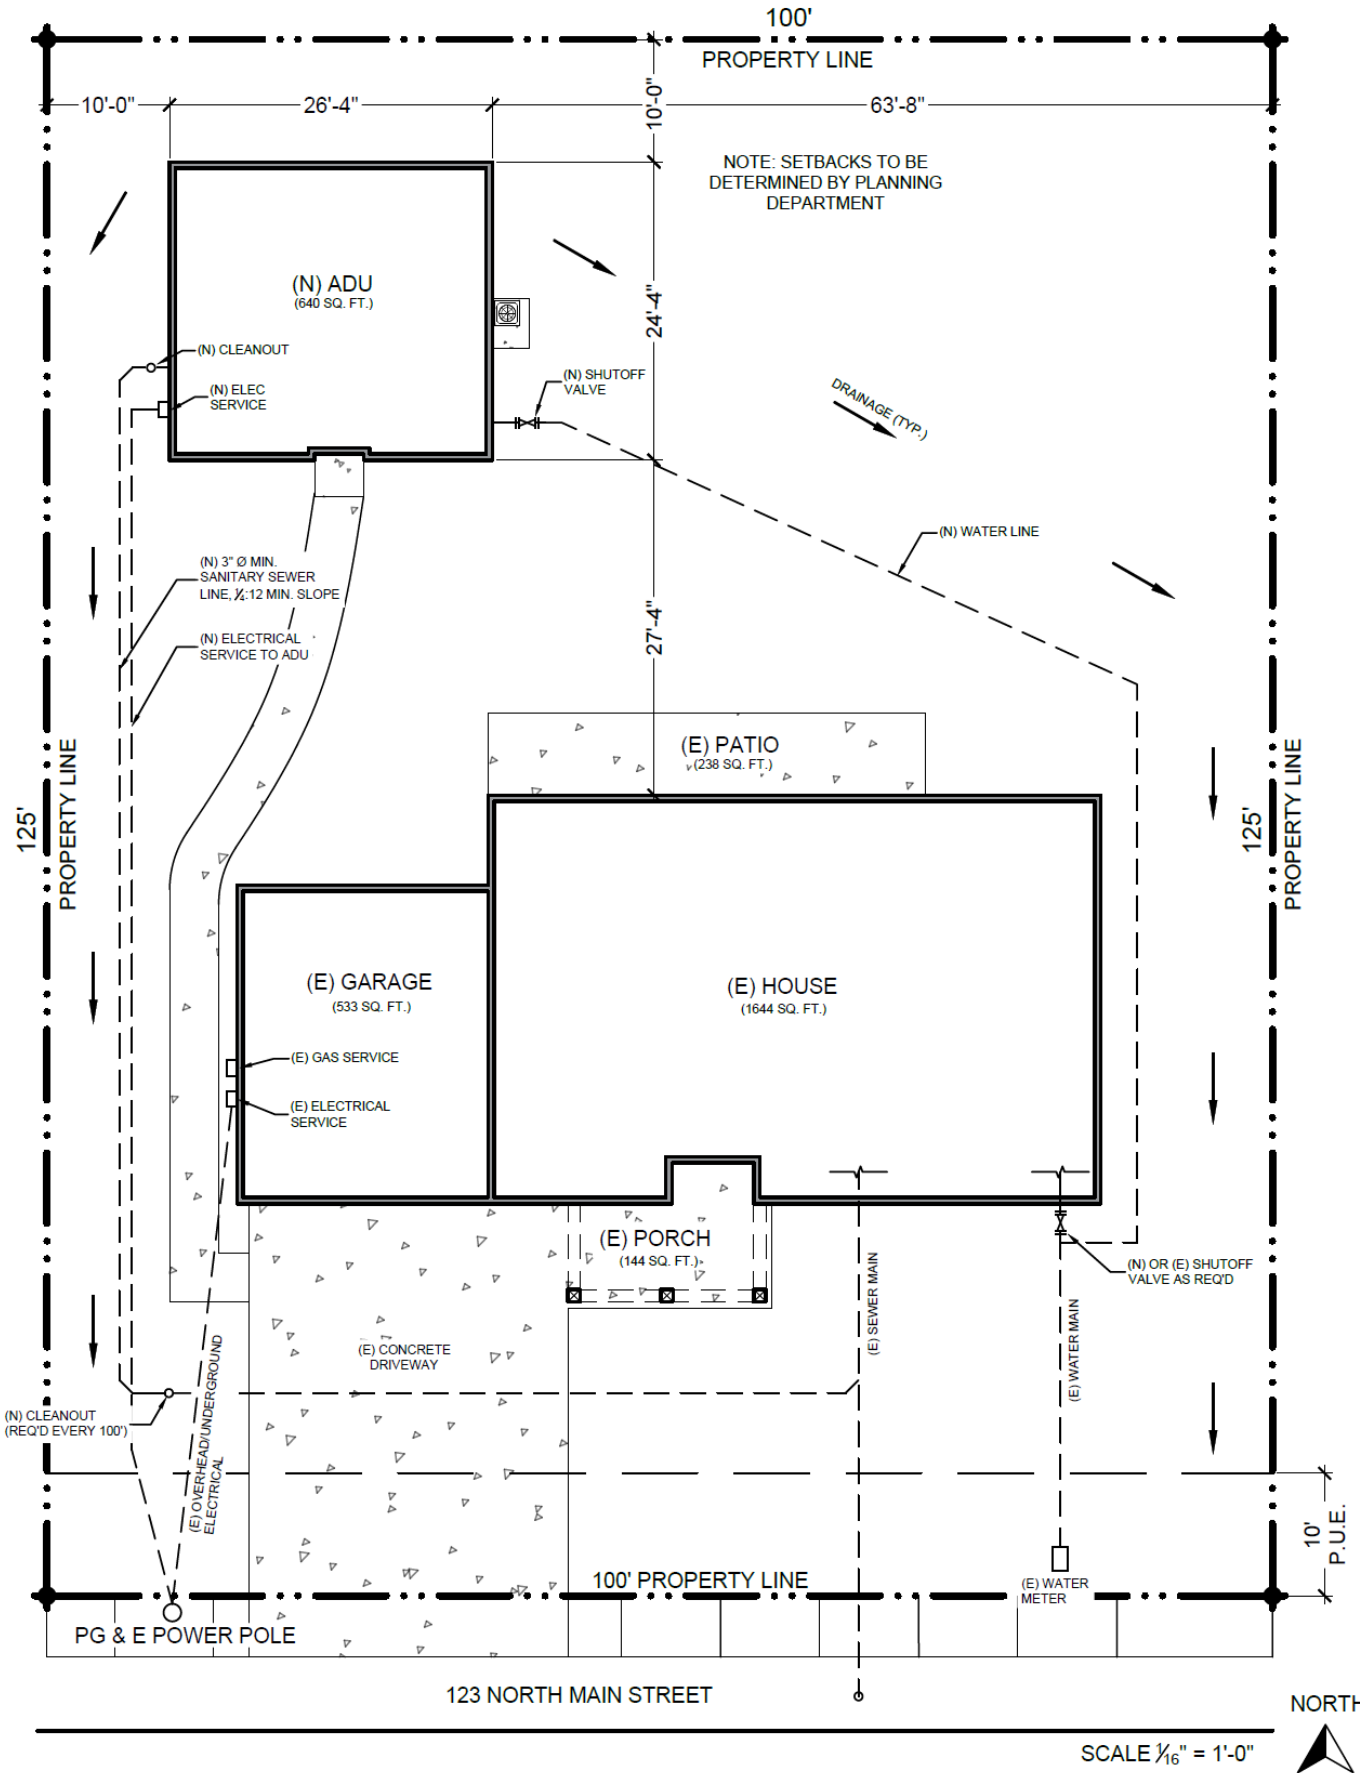 100'
PROPERTY LINE
10'-0"
26'-4"
10'-0"
63'-8"
NOTE: SETBACKS TO BE
DETERMINED BY PLANNING
DEPARTMENT
(N) ADU
(640 SQ. FT.)
24'-4"
(N) CLEANOUT
(N) ELEC
SERVICE
(N) SHUTOFF
VALVE
DRAINAGE (TYP.)
(N) WATER LINE
(N) 3" Ø MIN.
SANITARY SEWER
LINE, ¼:12 MIN. SLOPE
(N) ELECTRICAL
SERVICE TO ADU
27'-4"
(E) PATIO
(238 SQ. FT.)
125'
PROPERTY LINE
125'
PROPERTY LINE
(E) GARAGE
(533 SQ. FT.)
(E) HOUSE
(1644 SQ. FT.)
(E) GAS SERVICE
(E) ELECTRICAL
SERVICE
(E) PORCH
(144 SQ. FT.)
(E) SEWER MAIN
(N) OR (E) SHUTOFF
VALVE AS REQ'D
(E) WATER MAIN
(E) CONCRETE
DRIVEWAY
(N) CLEANOUT
(REQ'D EVERY 100')
(E) OVERHEAD/UNDERGROUND
ELECTRICAL
10'
P.U.E.
100' PROPERTY LINE
(E) WATER
METER
PG & E POWER POLE
123 NORTH MAIN STREET
NORTH
SCALE 1⁄16" = 1'-0"